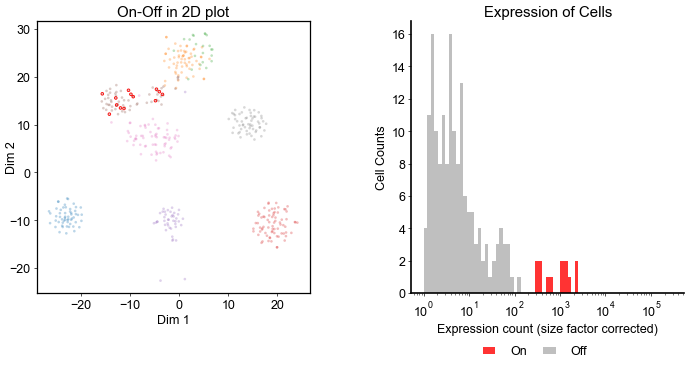 On-Off in 2D plot
30
20
10
0
−10
−20
Dim 2
−20 −10 0 10 20
Dim 1
Expression of Cells
16
14
12
10
8
6
4
2
0
Cell Counts
10^0 10^1 10^2 10^3 10^4 10^5
Expression count (size factor corrected)
On Off